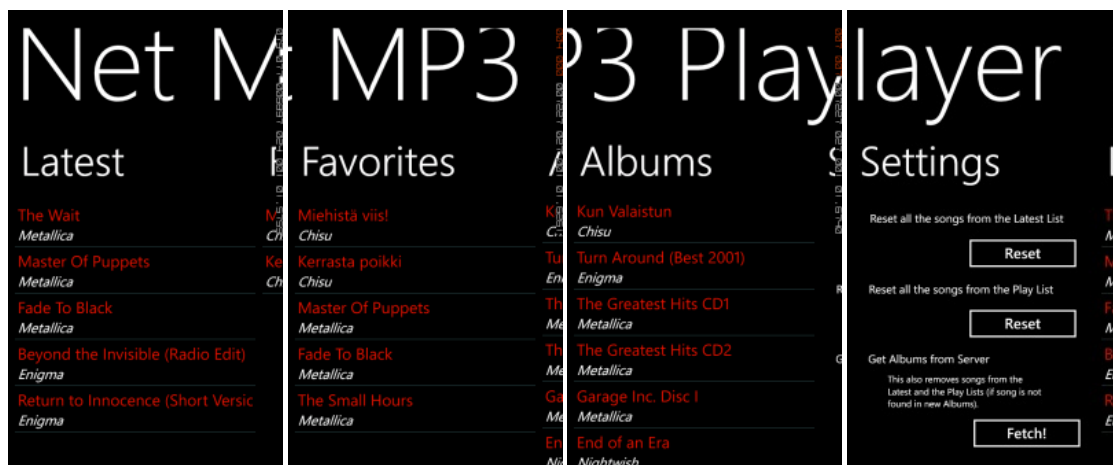 Net M
Latest
The Wait
Metallica
Master Of Puppets
Metallica
Fade To Black
Metallica
Beyond the Invisible (Radio Edit)
Enigma
Return to Innocence (Short Versic
Enigma
MP3
Favorites
Miehistä viis!
Chisu
Kerrasta poikki
Chisu
Master Of Puppets
Metallica
Fade To Black
Metallica
The Small Hours
Metallica
P3 Play
Albums
Kun Valaistun
Chisu
Turn Around (Best 2001)
Enigma
The Greatest Hits CD1
Metallica
The Greatest Hits CD2
Metallica
Garage Inc. Disc I
Metallica
End of an Era
Nightwish
layer
Settings
Reset all the songs from the Latest List
Reset
Reset all the songs from the Play List
Reset
Get Albums from Server
This also removes songs from the
Latest and the Play Lists (if song is not
found in new Albums).
Fetch!